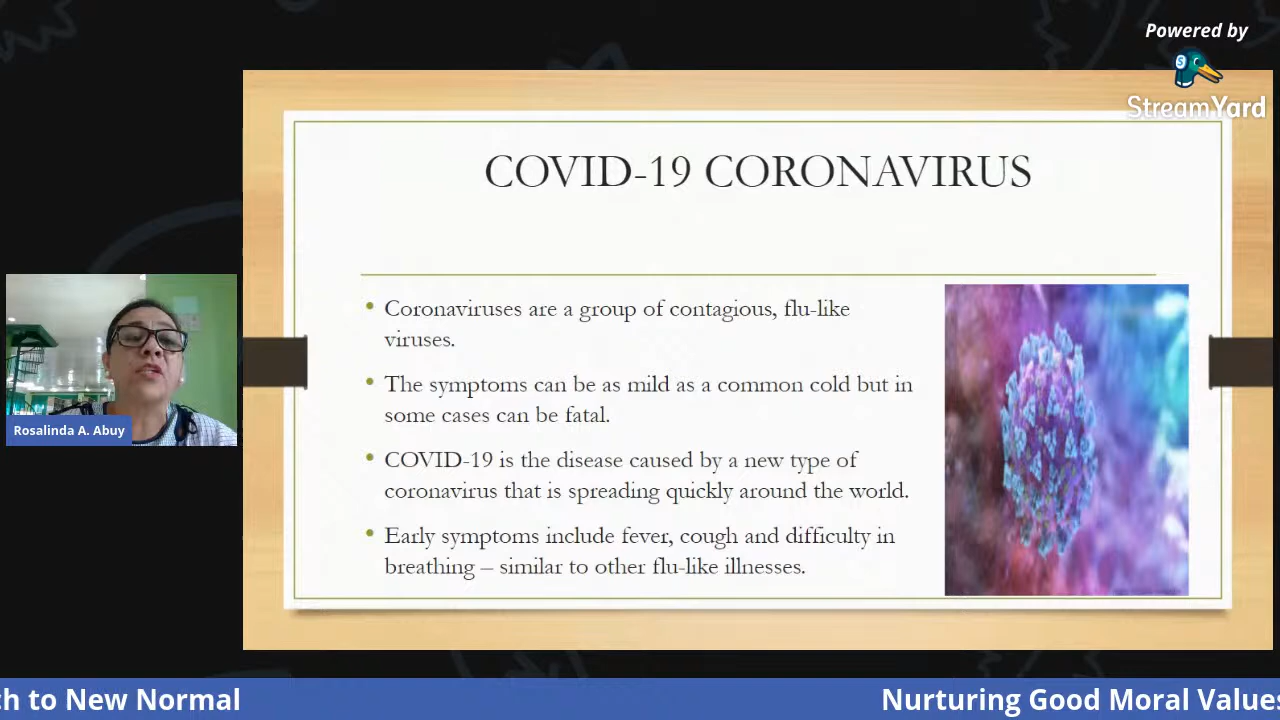 Powered by
StreamYard
COVID-19 CORONAVIRUS
• Coronaviruses are a group of contagious, flu-like
viruses.
• The symptoms can be as mild as a common cold but in
some cases can be fatal.
• COVID-19 is the disease caused by a new type of
coronavirus that is spreading quickly around the world.
• Early symptoms include fever, cough and difficulty in
breathing – similar to other flu-like illnesses.
Rosalinda A. Abuy
ch to New Normal
Nurturing Good Moral Values